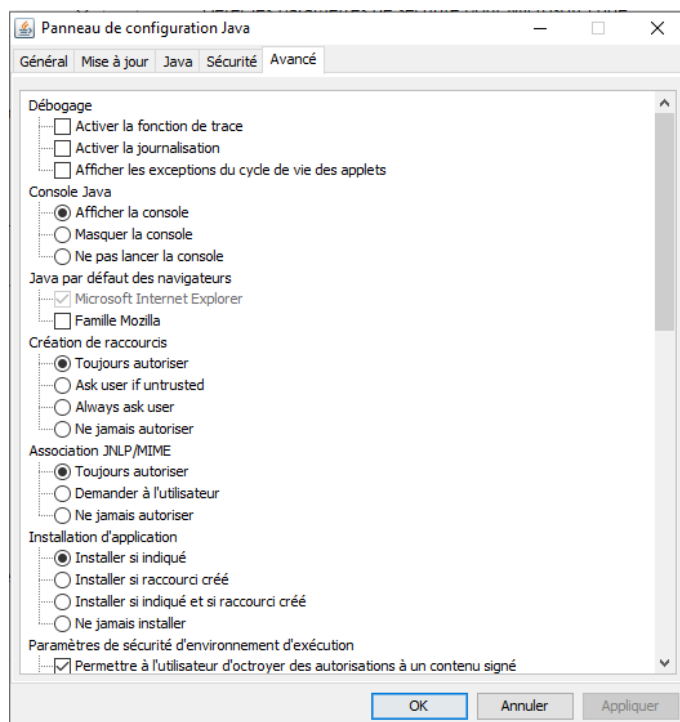 Panneau de configuration Java
Général Mise à jour Java Sécurité Avancé
Débogage
Activer la fonction de trace
Activer la journalisation
Afficher les exceptions du cycle de vie des applets
Console Java
Afficher la console
Masquer la console
Ne pas lancer la console
Java par défaut des navigateurs
Microsoft Internet Explorer
Famille Mozilla
Création de raccourcis
Toujours autoriser
Ask user if untrusted
Always ask user
Ne jamais autoriser
Association JNLP/MIME
Toujours autoriser
Demander à l'utilisateur
Ne jamais autoriser
Installation d'application
Installer si indiqué
Installer si raccourci créé
Installer si indiqué et si raccourci créé
Ne jamais installer
Paramètres de sécurité d'environnement d'exécution
Permettre à l'utilisateur d'octroyer des autorisations à un contenu signé
OK Annuler Appliquer